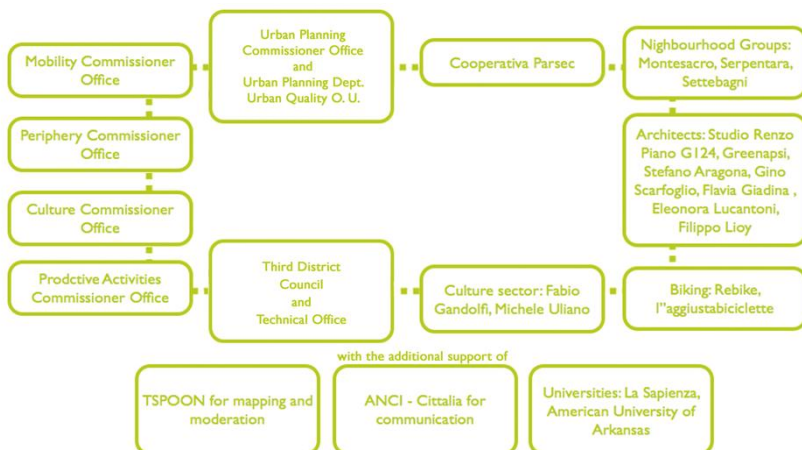 Mobility Commissioner
Office
Urban Planning
Commissioner Office
and
Urban Planning Dept.
Urban Quality O. U.
Cooperativa Parsec
Nighbourhood Groups:
Montesacro, Serpentara,
Settebagni
Periphery Commissioner
Office
Architects: Studio Renzo
Piano G124, Greenapsi,
Stefano Aragona, Gino
Scarfoglio, Flavia Giadina ,
Eleonora Lucantoni,
Filippo Lioy
Culture Commissioner
Office
Prodctive Activities
Commissioner Office
Third District
Council
and
Technical Office
Culture sector: Fabio
Gandolfi, Michele Uliano
Biking: Rebike,
l"aggiustabiciclette
with the additional support of
TSPOON for mapping and
moderation
ANCI - Cittalia for
communication
Universities: La Sapienza,
American University of
Arkansas